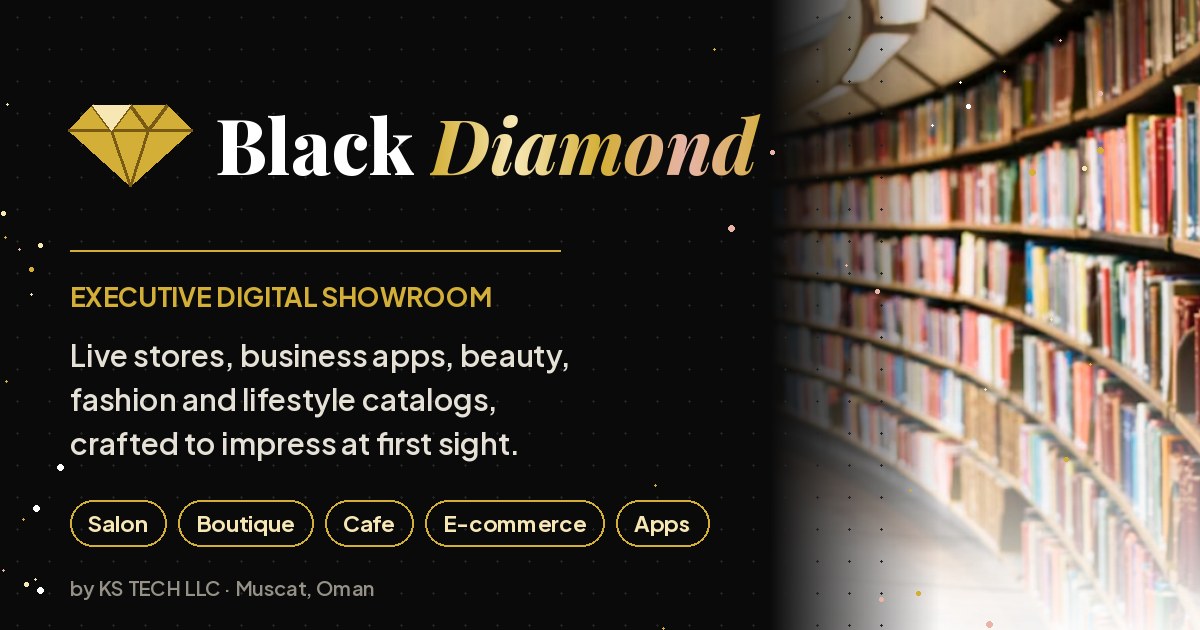 Black Diamond
EXECUTIVE DIGITAL SHOWROOM
Live stores, business apps, beauty,
fashion and lifestyle catalogs,
crafted to impress at first sight.
Salon Boutique Cafe E-commerce Apps
by KS TECH LLC · Muscat, Oman